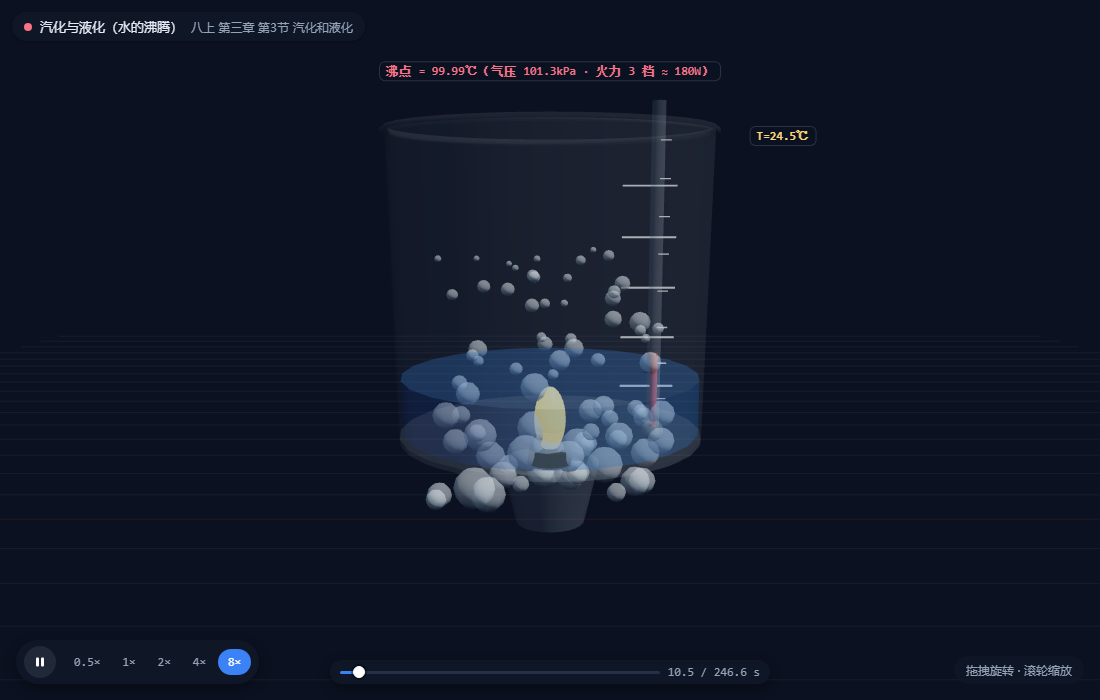 汽化与液化（水的沸腾） 八上 第三章 第3节 汽化和液化
沸点 = 99.99℃（气压 101.3kPa · 火力 3 档 ≈ 180W）
T=24.5℃
0.5× 1× 2× 4× 8×
10.5 / 246.6 s
拖拽旋转 · 滚轮缩放